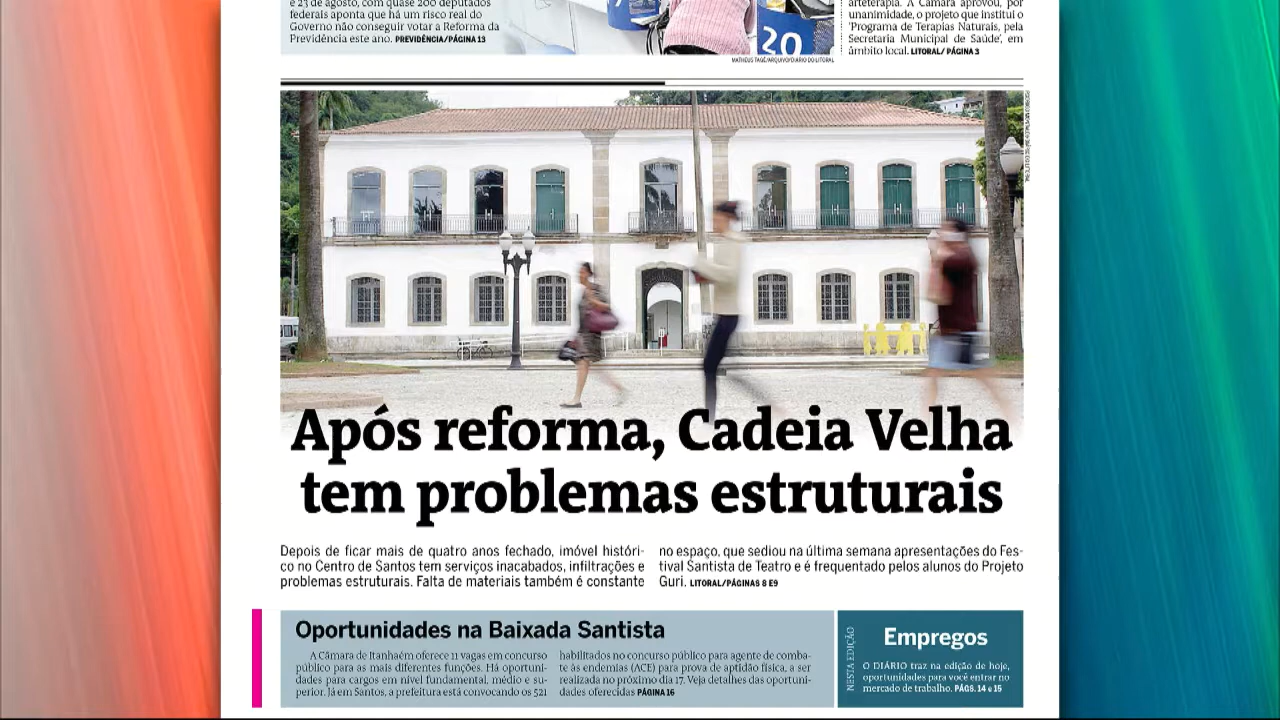 e 23 de agosto, com quase 200 deputados
federais aponta que há um risco real do
Governo não conseguir votar a Reforma da
Previdência este ano. PREVIDÊNCIA/PÁGINA 13
20
MATHEUS TAGÉ/ARQUIVO/DIÁRIO DO LITORAL
arteterapia. A Câmara aprovou, por
unanimidade, o projeto que institui o
‘Programa de Terapias Naturais, pela
Secretaria Municipal de Saúde’, em
âmbito local. LITORAL/ PÁGINA 3
Após reforma, Cadeia Velha
tem problemas estruturais
Depois de ficar mais de quatro anos fechado, imóvel históri-
co no Centro de Santos tem serviços inacabados, infiltrações e
problemas estruturais. Falta de materiais também é constante
no espaço, que sediou na última semana apresentações do Fes-
tival Santista de Teatro e é frequentado pelos alunos do Projeto
Guri. LITORAL/PÁGINAS 8 E9
Oportunidades na Baixada Santista
A Câmara de Itanhaém oferece 11 vagas em concurso
público para as mais diferentes funções. Há oportuni-
dades para cargos em nível fundamental, médio e su-
perior. Já em Santos, a prefeitura está convocando os 521
habilitados no concurso público para agente de comba-
te às endemias (ACE) para prova de aptidão física, a ser
realizada no próximo dia 17. Veja detalhes das oportuni-
dades oferecidas PÁGINA 16
NESTA EDIÇÃO
Empregos
O DIÁRIO traz na edição de hoje,
oportunidades para você entrar no
mercado de trabalho. PÁGS. 14 e 15